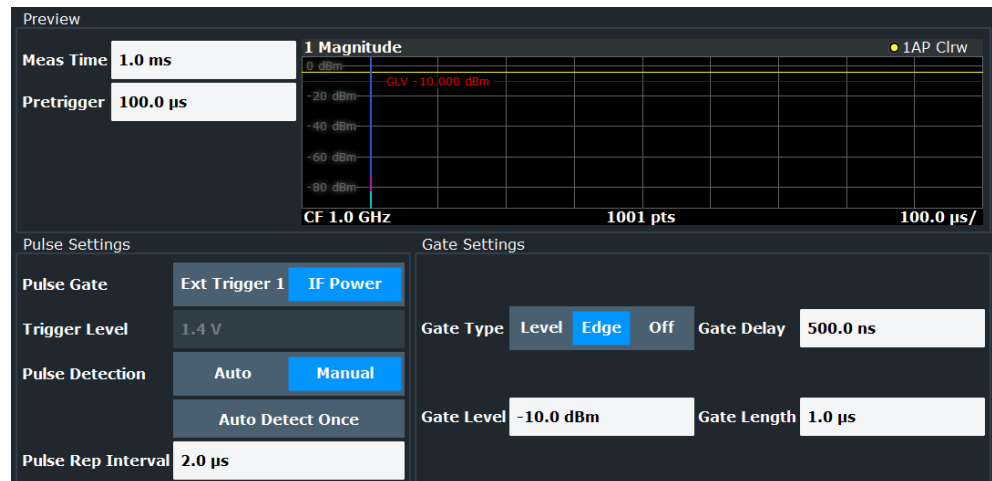 Preview
Meas Time 1.0 ms
Pretrigger 100.0 µs
1 Magnitude 1AP Clrw
0 dBm
GLV -10.000 dBm
-20 dBm
-40 dBm
-60 dBm
-80 dBm
CF 1.0 GHz 1001 pts 100.0 µs/
Pulse Settings
Pulse Gate Ext Trigger 1 IF Power
Trigger Level 1.4 V
Pulse Detection Auto Manual
Auto Detect Once
Pulse Rep Interval 2.0 µs
Gate Settings
Gate Type Level Edge Off Gate Delay 500.0 ns
Gate Level -10.0 dBm Gate Length 1.0 µs